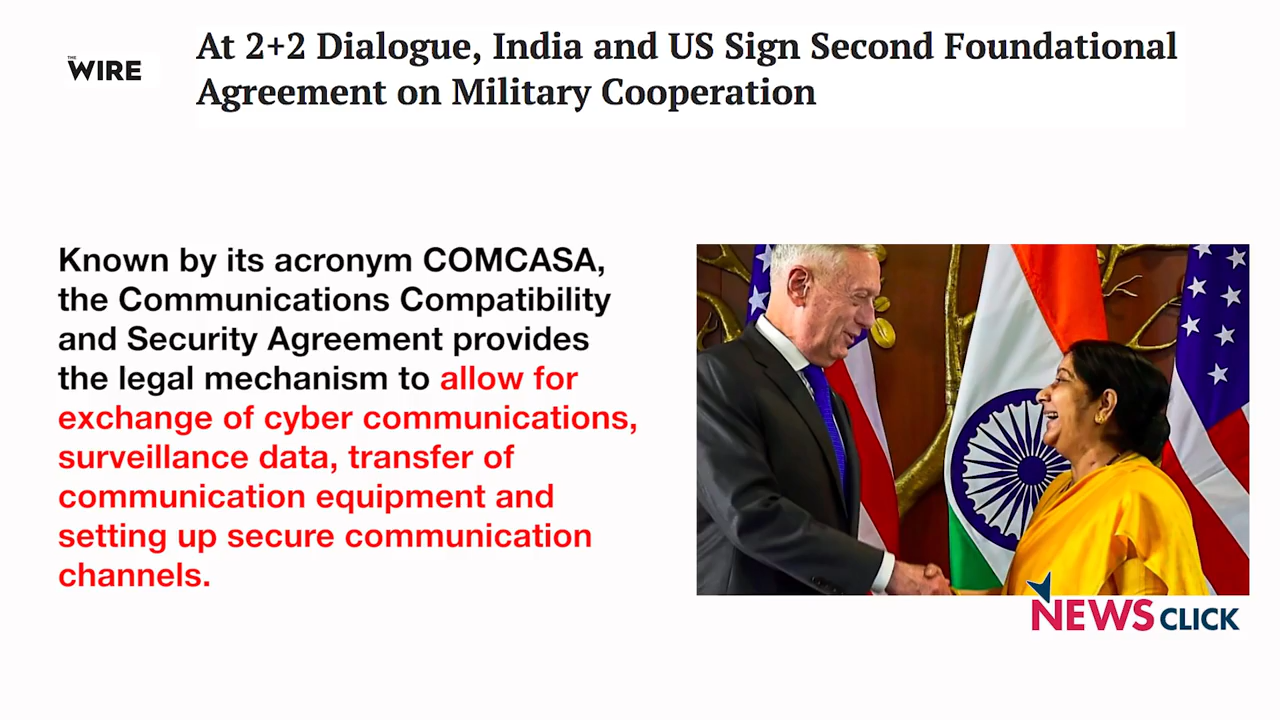 THE
WIRE
At 2+2 Dialogue, India and US Sign Second Foundational
Agreement on Military Cooperation
Known by its acronym COMCASA,
the Communications Compatibility
and Security Agreement provides
the legal mechanism to allow for
exchange of cyber communications,
surveillance data, transfer of
communication equipment and
setting up secure communication
channels.
NEWS CLICK